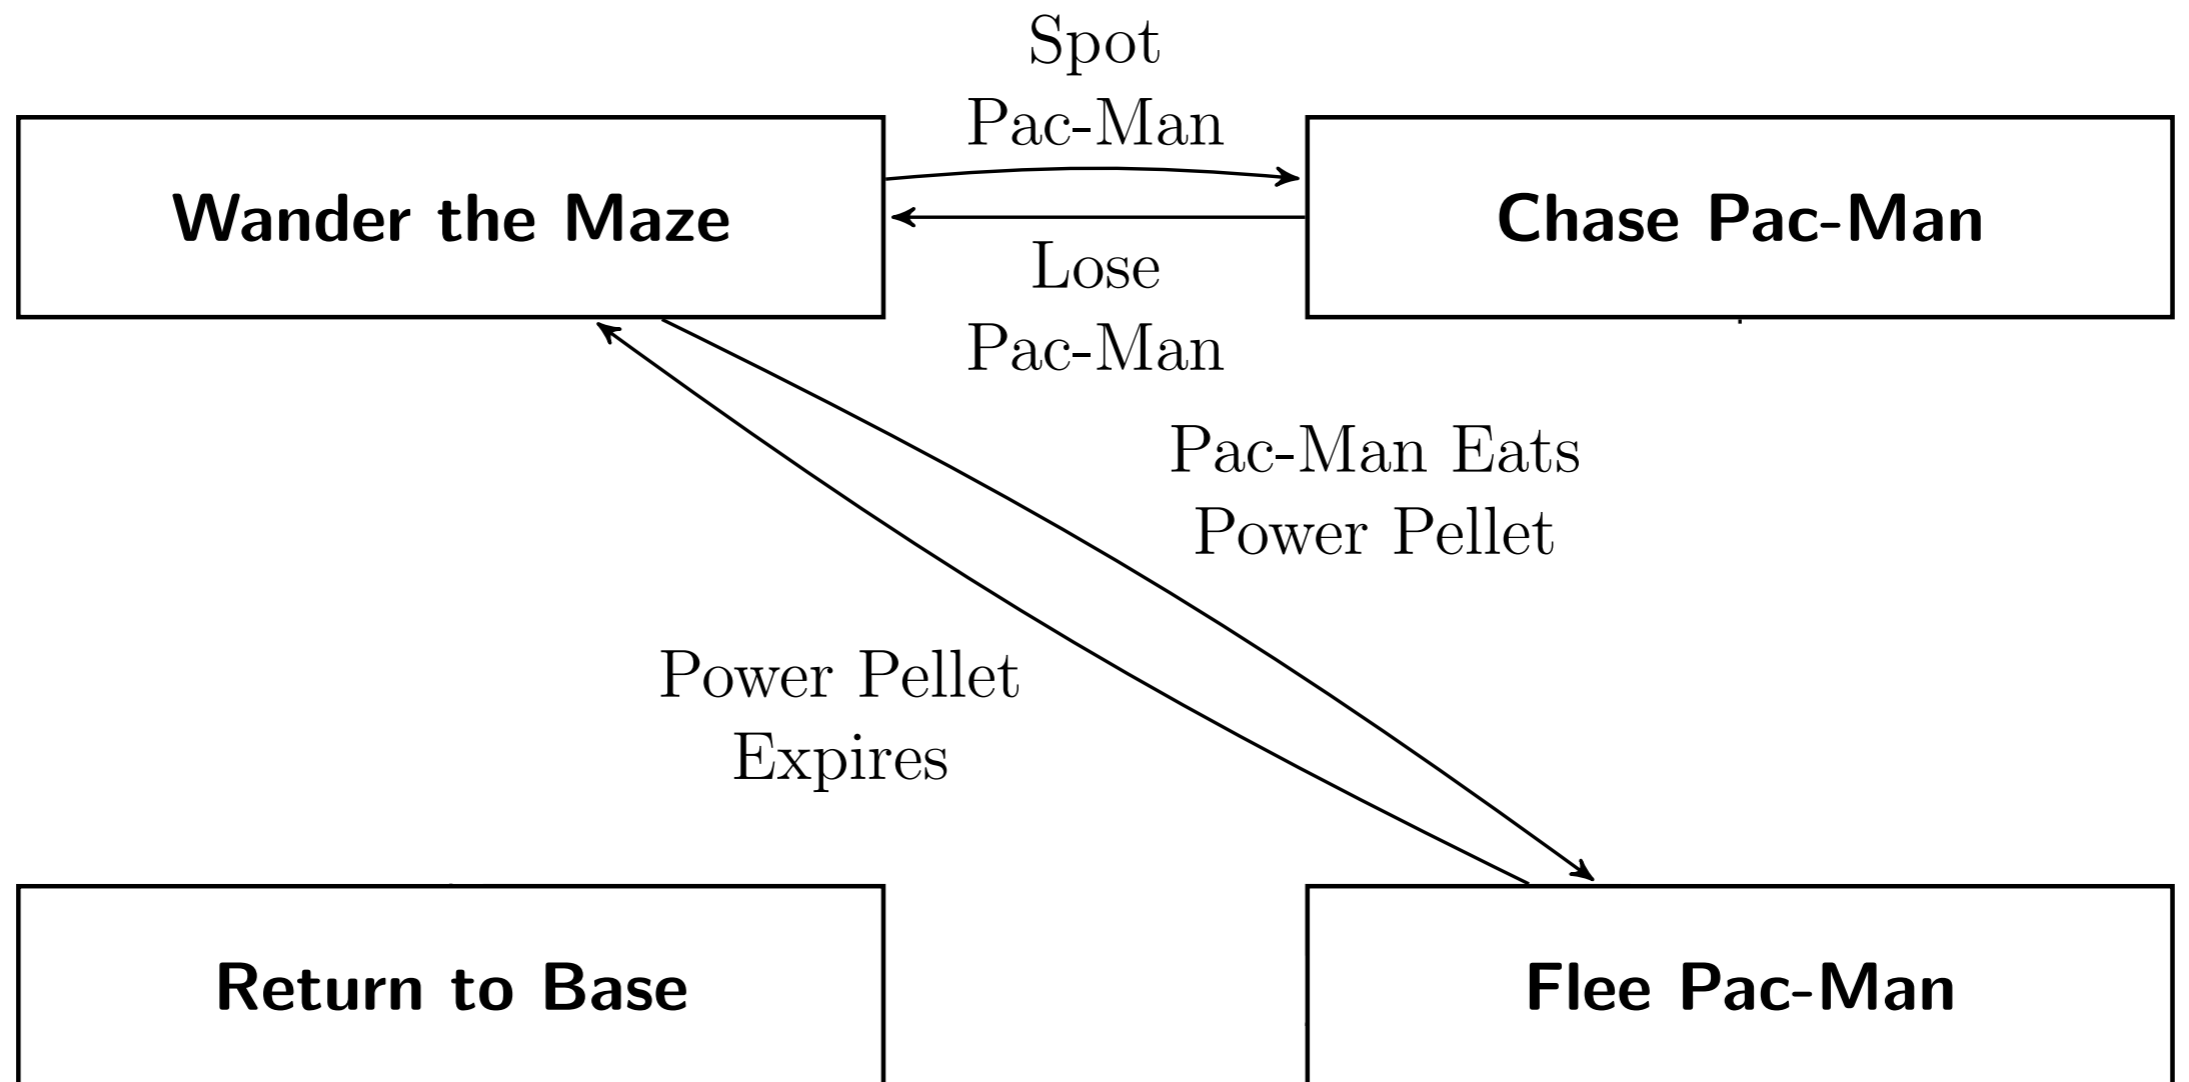 Spot
Pac-Man
Wander the Maze
Chase Pac-Man
Lose
Pac-Man
Pac-Man Eats
Power Pellet
Power Pellet
Expires
Return to Base
Flee Pac-Man